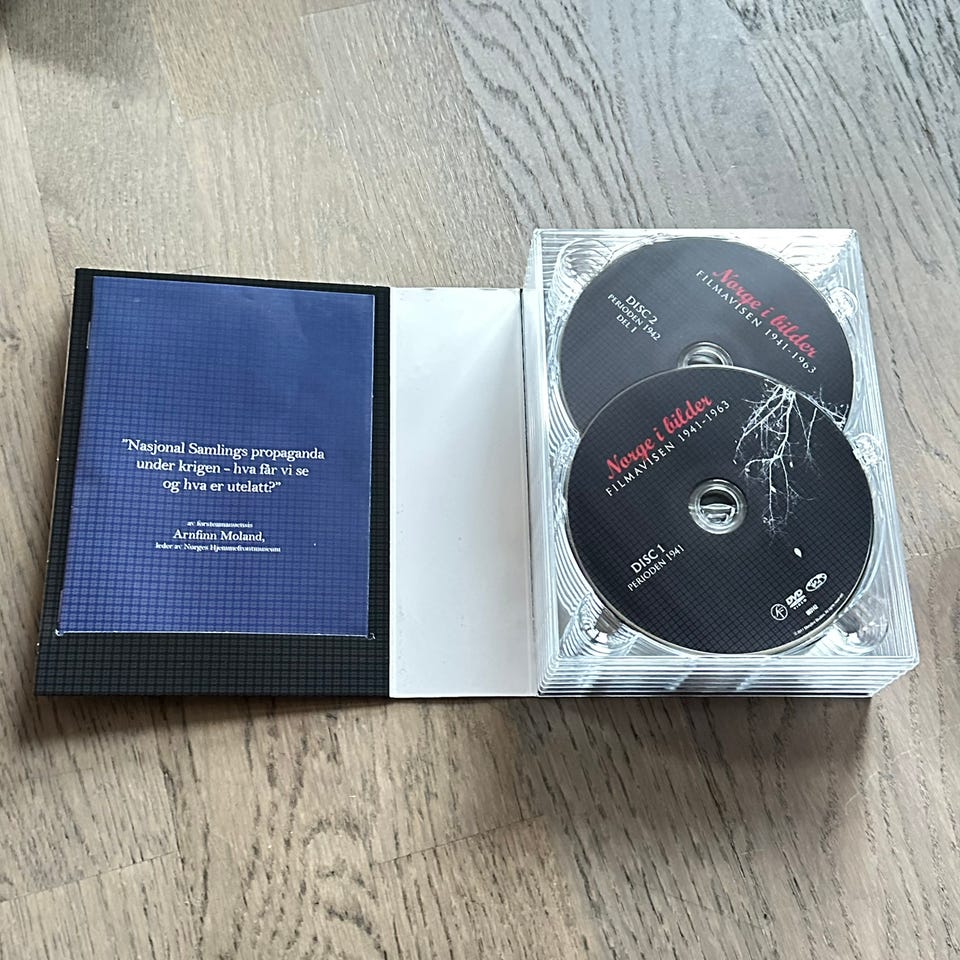 ”Nasjonal Samlings propaganda
under krigen – hva får vi se
og hva er utelatt?”
av førsteamanuensis
Arnfinn Moland,
leder av Norges Hjemmefrontmuseum
Norge i bilder
FILMAVISEN 1941-1963
DISC 2
PERIODEN 1942
DEL 1
Norge i bilder
FILMAVISEN 1941-1963
DISC 1
PERIODEN 1941
DVD
VIDEO